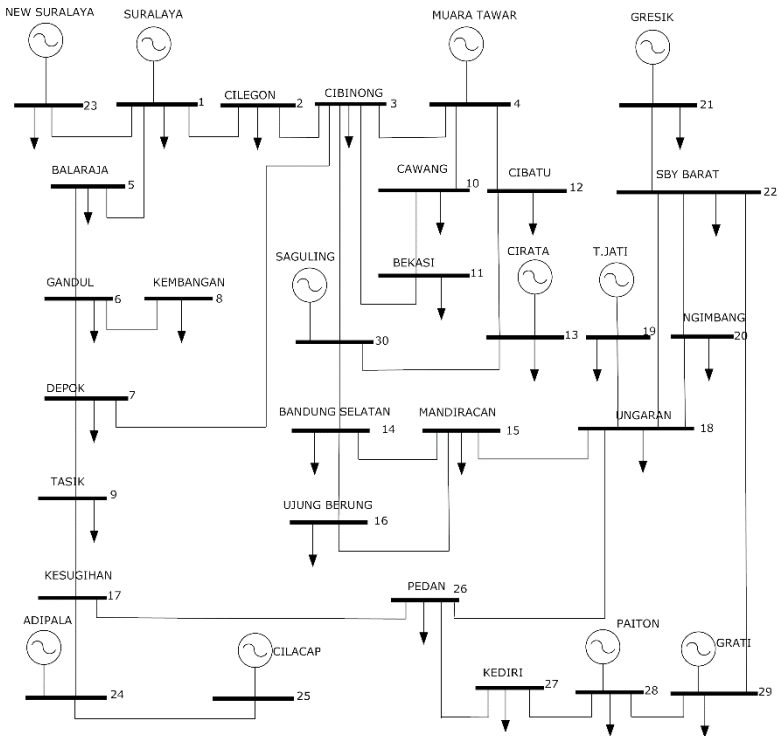 NEW SURALAYA
SURALAYA
MUARA TAWAR
GRESIK
23
1
CILEGON
2
CIBINONG
3
4
21
BALARAJA
5
CAWANG
10
CIBATU
12
SBY BARAT
22
SAGULING
BEKASI
11
CIRATA
T.JATI
GANDUL
6
KEMBANGAN
8
30
13
19
NGIMBANG
20
DEPOK
7
BANDUNG SELATAN
14
MANDIRACAN
15
UNGARAN
18
TASIK
9
UJUNG BERUNG
16
KESUGIHAN
17
PEDAN
26
ADIPALA
CILACAP
PAITON
GRATI
24
25
KEDIRI
27
28
29